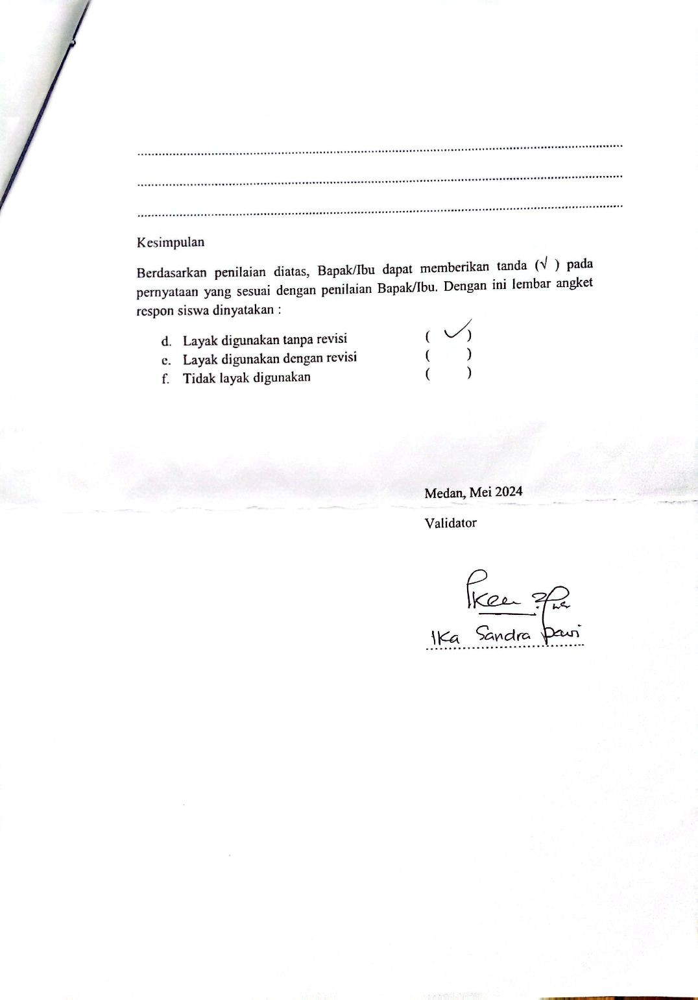 Kesimpulan
Berdasarkan penilaian diatas, Bapak/Ibu dapat memberikan tanda (√ ) pada
pernyataan yang sesuai dengan penilaian Bapak/Ibu. Dengan ini lembar angket
respon siswa dinyatakan :
d. Layak digunakan tanpa revisi ( ✓ )
e. Layak digunakan dengan revisi ( )
f. Tidak layak digunakan ( )
Medan, Mei 2024
Validator
Ika Sandra Dewi